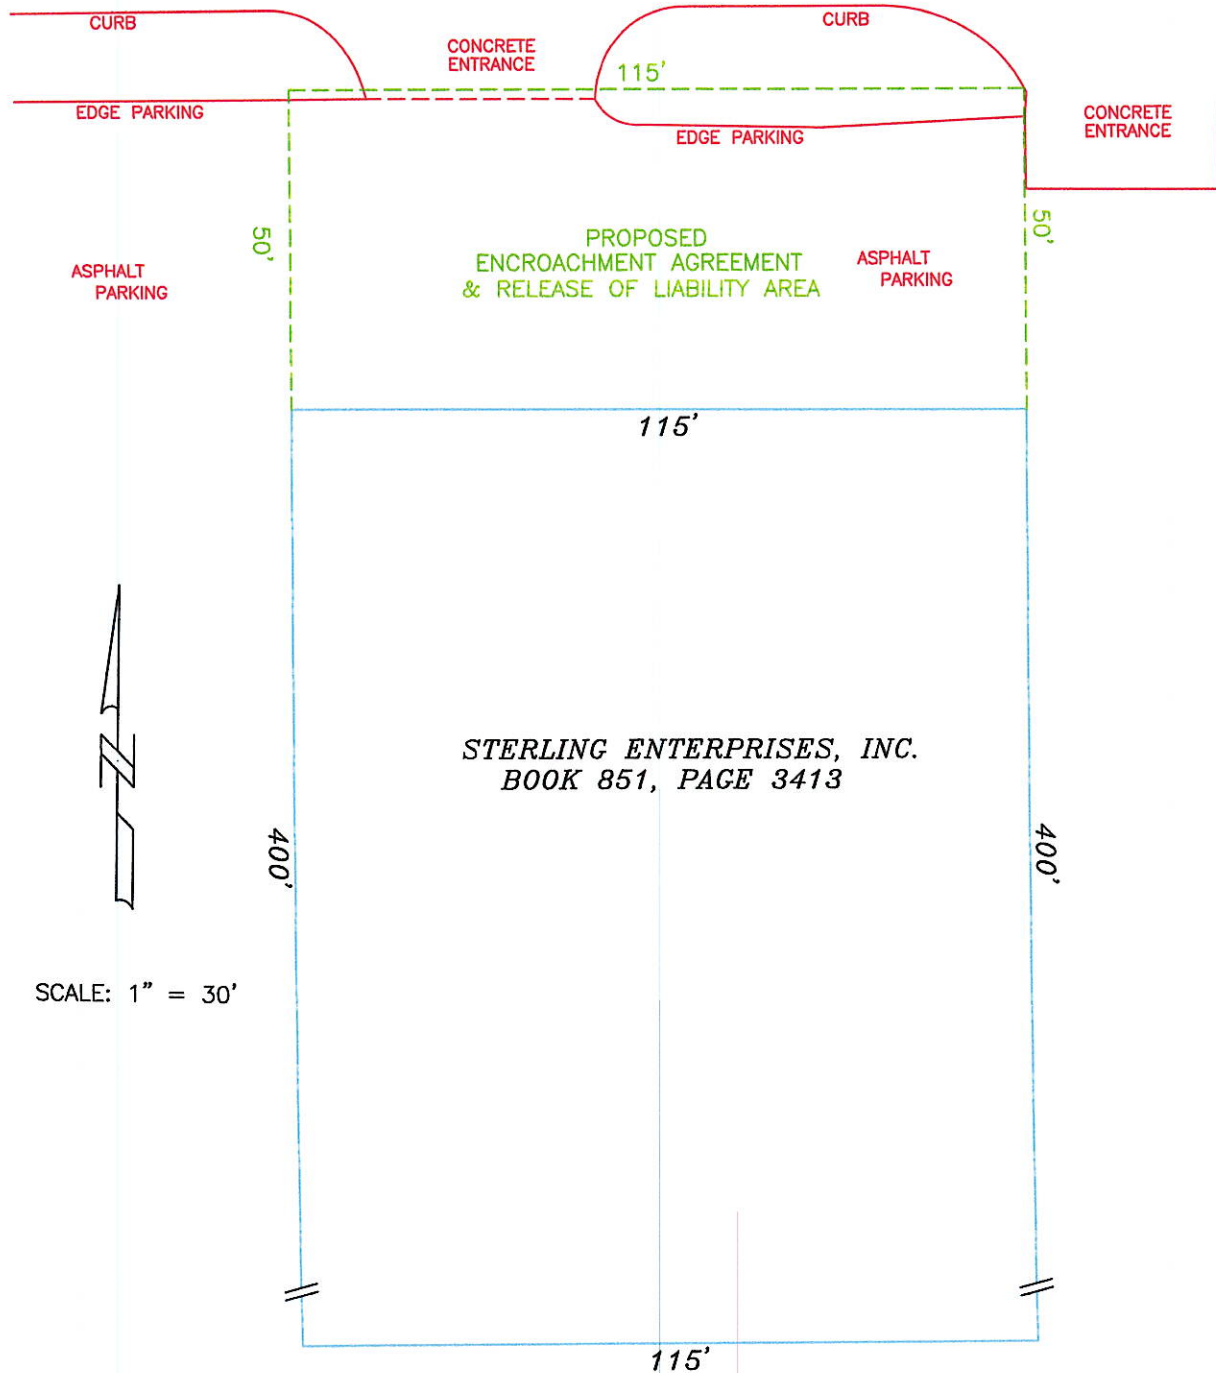 CURB
CURB
CONCRETE
ENTRANCE
115'
EDGE PARKING
EDGE PARKING
CONCRETE
ENTRANCE
50'
50'
PROPOSED
ENCROACHMENT AGREEMENT
& RELEASE OF LIABILITY AREA
ASPHALT
PARKING
ASPHALT
PARKING
115'
N
STERLING ENTERPRISES, INC.
BOOK 851, PAGE 3413
400'
400'
SCALE: 1" = 30'
115'